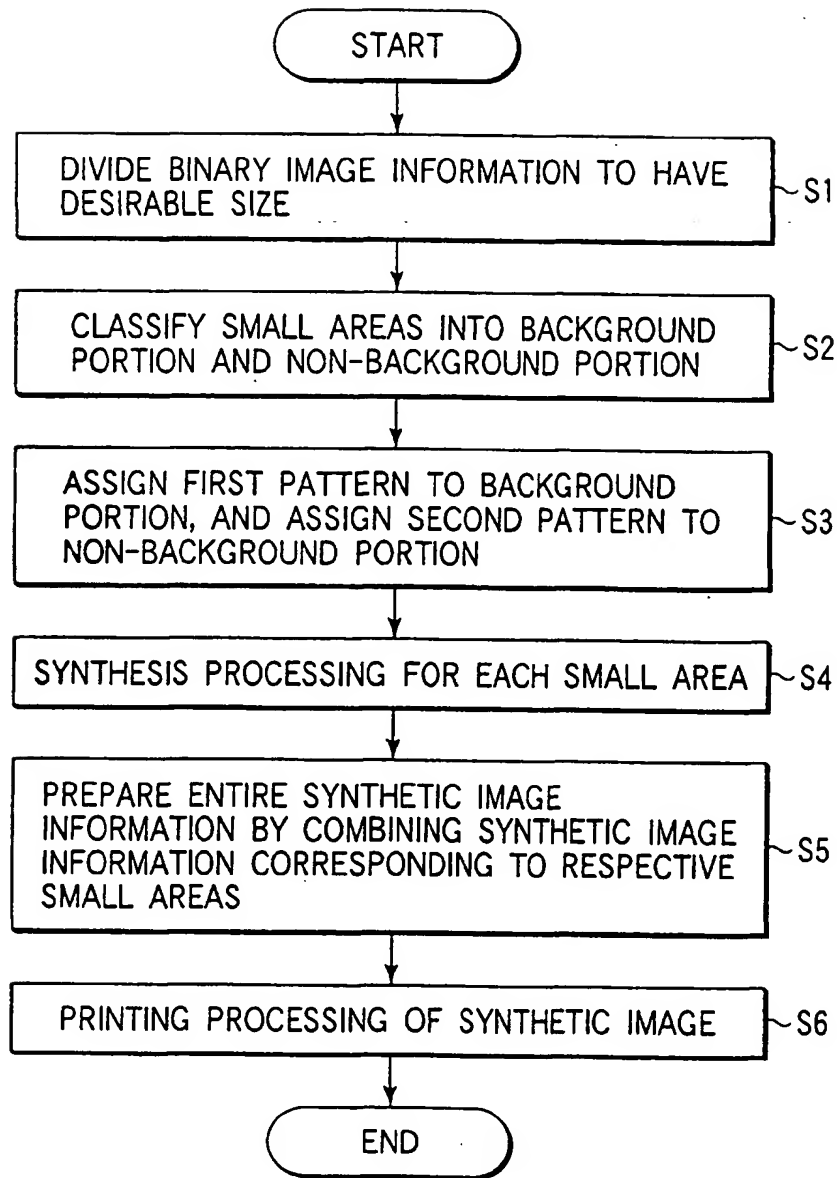 START
DIVIDE BINARY IMAGE INFORMATION TO HAVE
DESIRABLE SIZE
S1
CLASSIFY SMALL AREAS INTO BACKGROUND
PORTION AND NON-BACKGROUND PORTION
S2
ASSIGN FIRST PATTERN TO BACKGROUND
PORTION, AND ASSIGN SECOND PATTERN TO
NON-BACKGROUND PORTION
S3
SYNTHESIS PROCESSING FOR EACH SMALL AREA
S4
PREPARE ENTIRE SYNTHETIC IMAGE
INFORMATION BY COMBINING SYNTHETIC IMAGE
INFORMATION CORRESPONDING TO RESPECTIVE
SMALL AREAS
S5
PRINTING PROCESSING OF SYNTHETIC IMAGE
S6
END